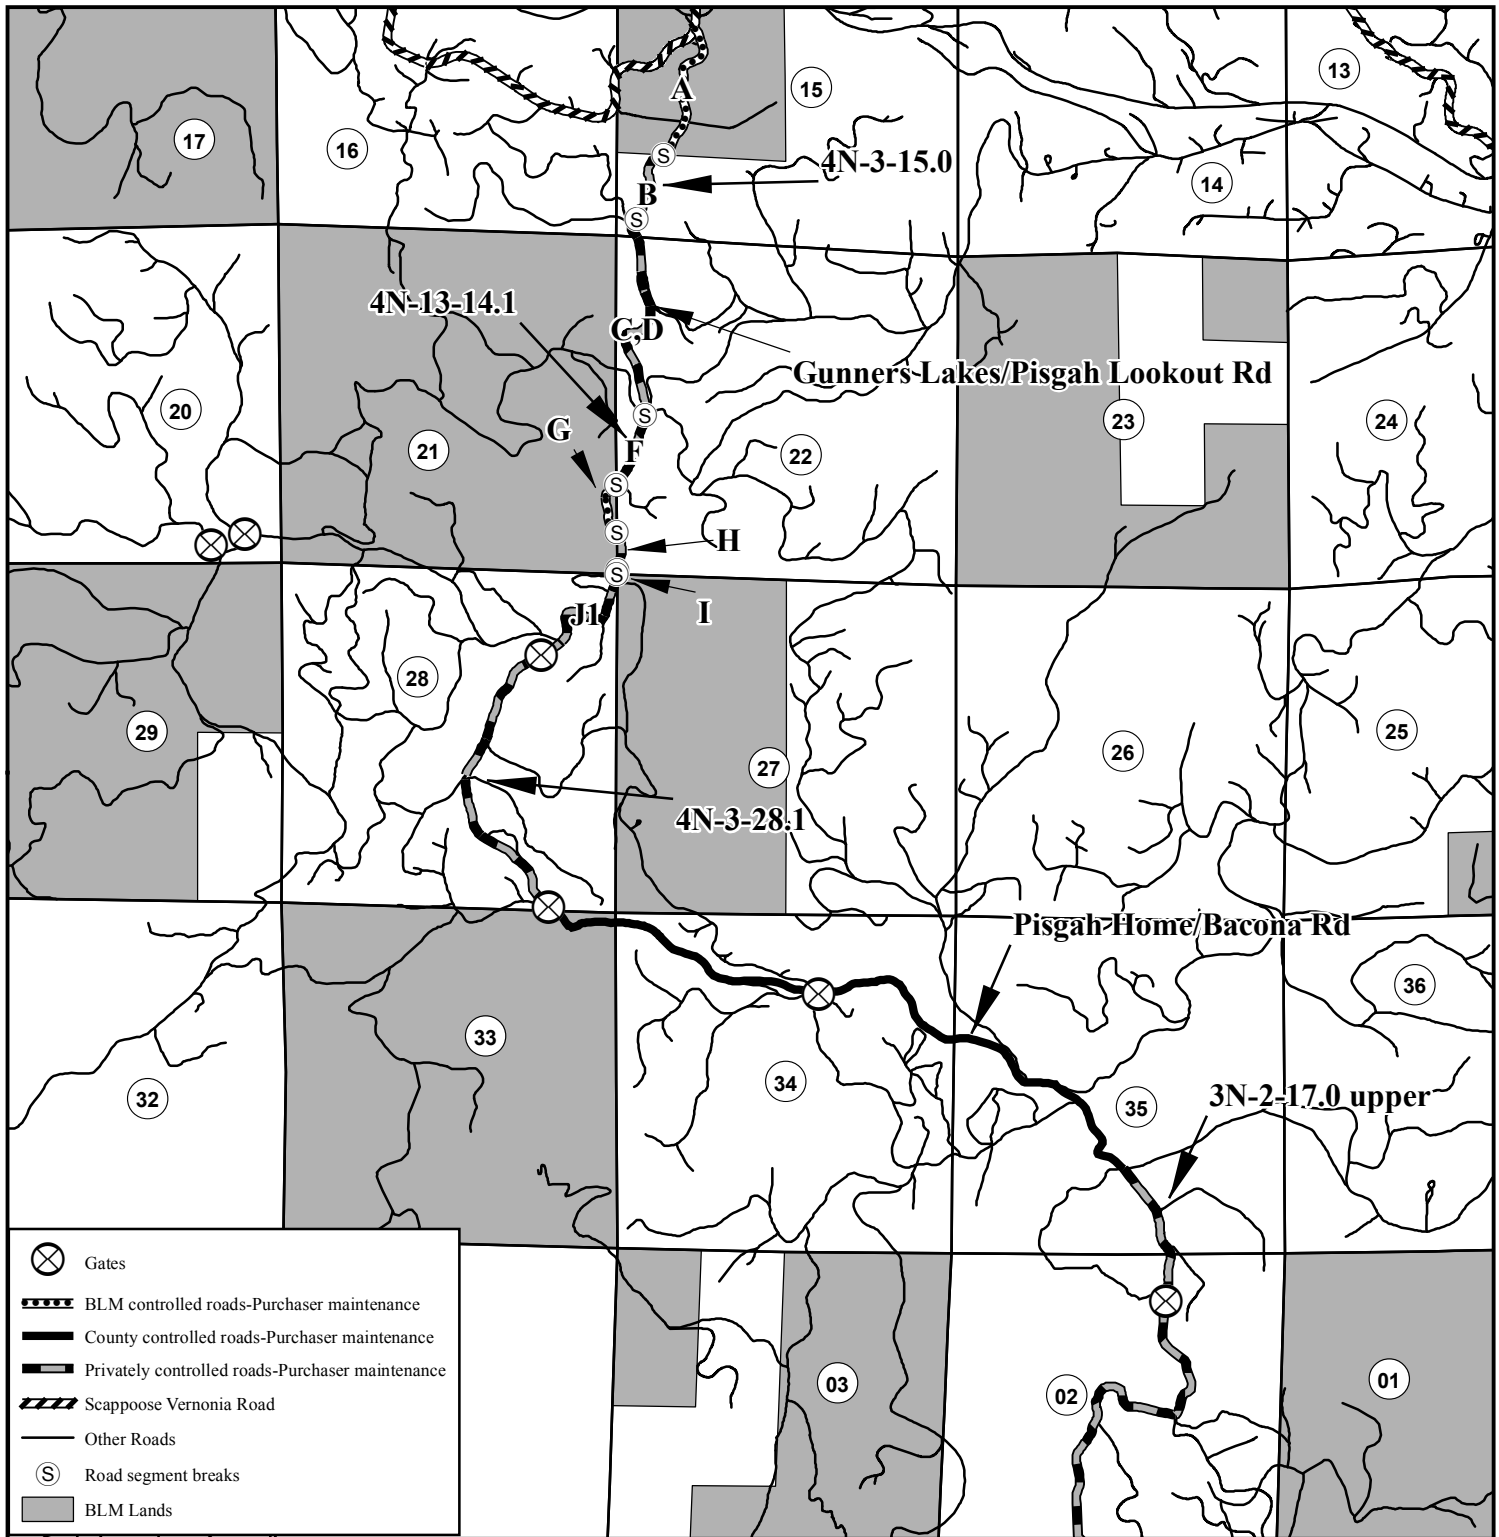 13
15
A
17
16
4N-3-15.0
14
B
4N-13-14.1
C,D
Gunners Lakes/Pisgah Lookout Rd
20
23
24
G
21
F
22
H
I
J1
28
29
25
26
27
4N-3-28.1
Pisgah Home/Bacona Rd
36
33
34
32
35
3N-2-17.0 upper
03
02
01
S
S
S
S
S
S
Gates
BLM controlled roads-Purchaser maintenance
County controlled roads-Purchaser maintenance
Privately controlled roads-Purchaser maintenance
Scappoose Vernonia Road
Other Roads
S Road segment breaks
BLM Lands